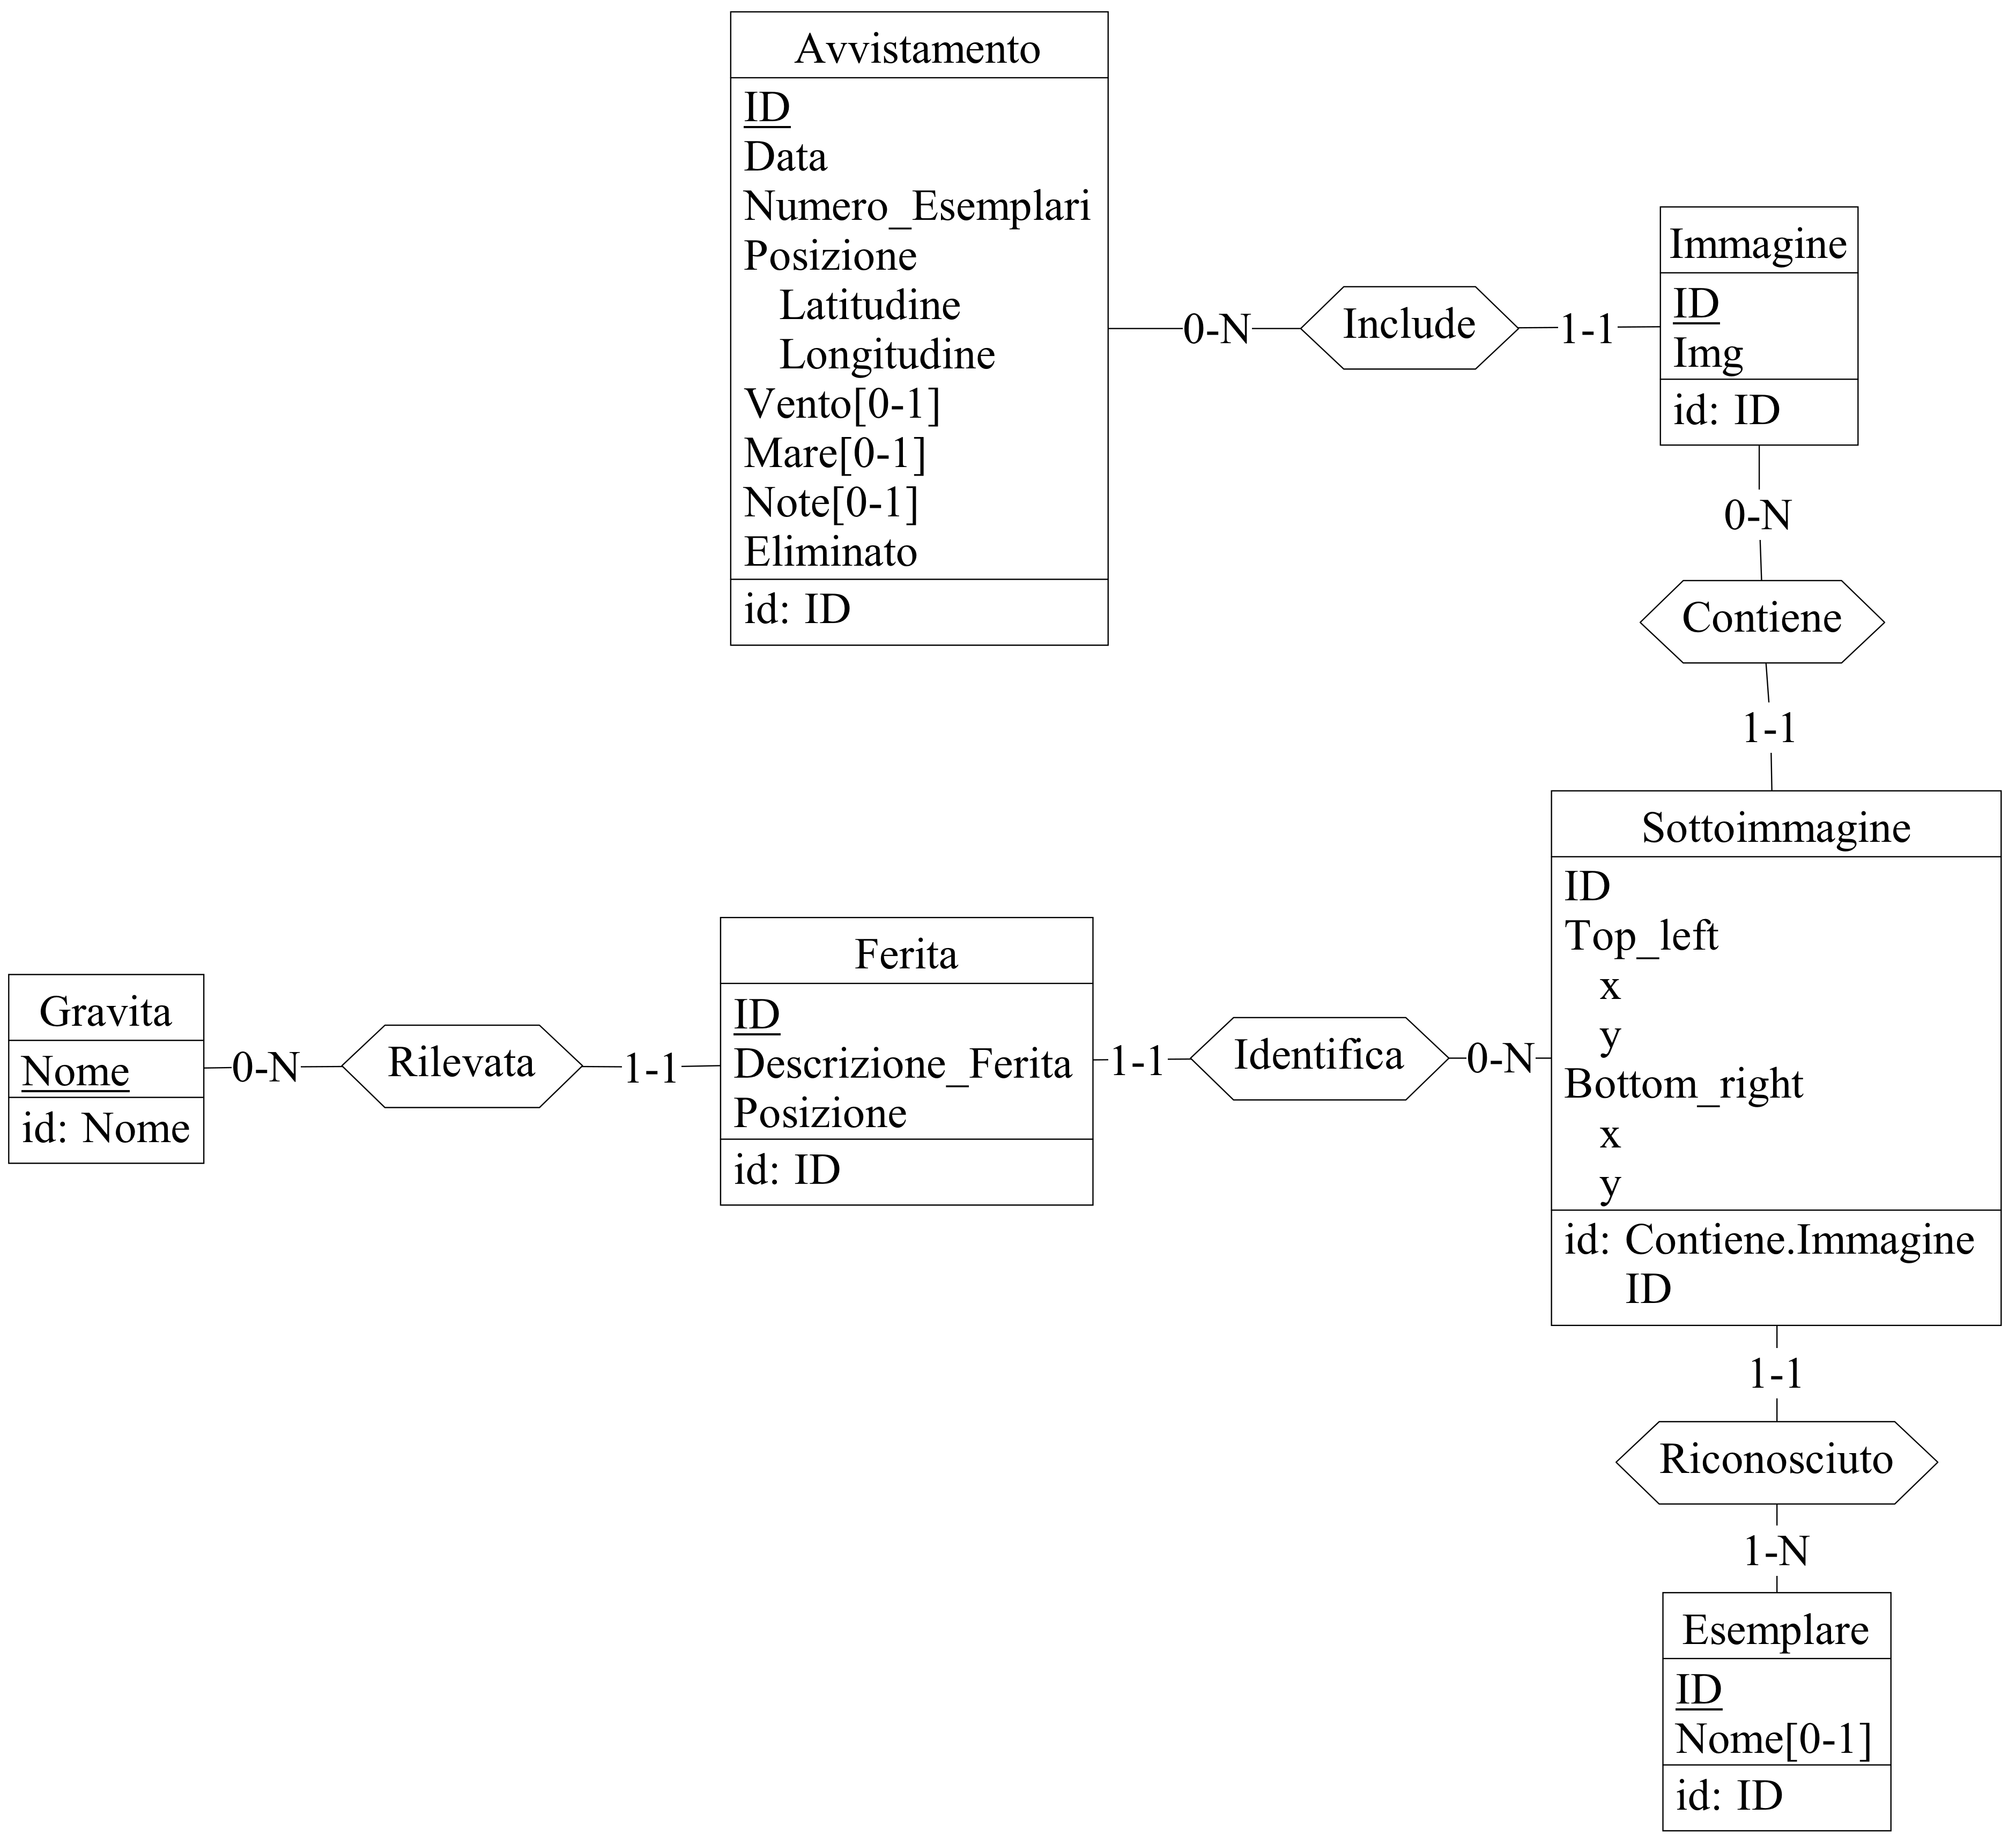 Avvistamento
ID
Data
Numero_Esemplari
Posizione
Latitudine
Longitudine
Vento[0-1]
Mare[0-1]
Note[0-1]
Eliminato
id: ID
0-N
Include
1-1
Immagine
ID
Img
id: ID
0-N
Contiene
1-1
Sottoimmagine
ID
Top_left
x
y
Bottom_right
x
y
id: Contiene.Immagine
ID
Gravita
Nome
id: Nome
0-N
Rilevata
1-1
Ferita
ID
Descrizione_Ferita
Posizione
id: ID
1-1
Identifica
0-N
1-1
Riconosciuto
1-N
Esemplare
ID
Nome[0-1]
id: ID